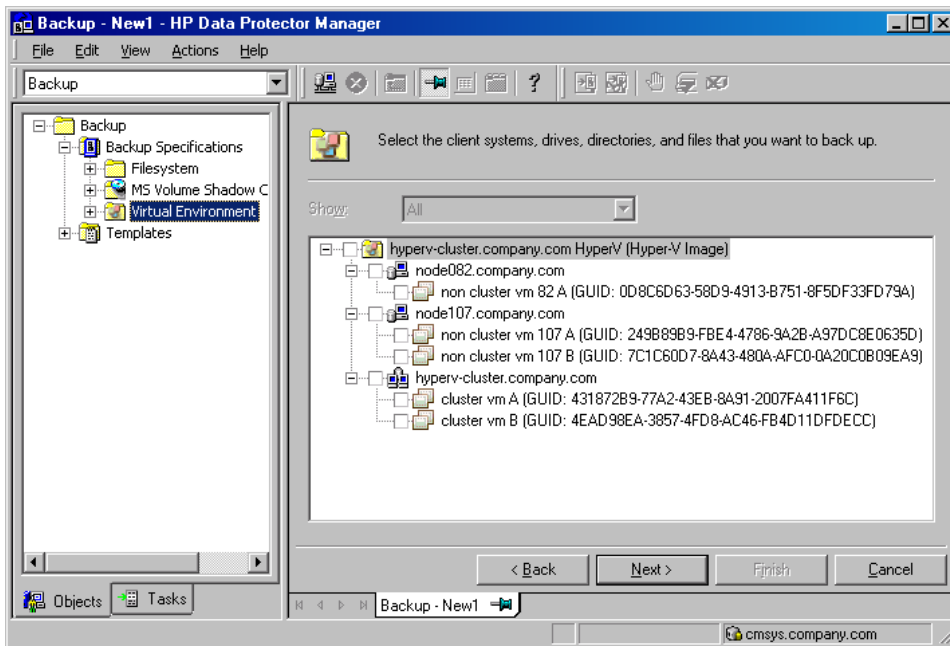 Backup - New1 - HP Data Protector Manager
File Edit View Actions Help
Backup
Backup
Backup Specifications
Filesystem
MS Volume Shadow C
Virtual Environment
Templates
Objects
Tasks
Select the client systems, drives, directories, and files that you want to back up.
Show:
All
hyperv-cluster.company.com HyperV (Hyper-V Image)
node082.company.com
non cluster vm 82 A (GUID: 0D8C6D63-58D9-4913-B751-8F5DF33FD79A)
node107.company.com
non cluster vm 107 A (GUID: 249B89B9-FBE4-4786-9A2B-A97DC8E0635D)
non cluster vm 107 B (GUID: 7C1C60D7-8A43-480A-AFC0-0A20C0B09EA9)
hyperv-cluster.company.com
cluster vm A (GUID: 431872B9-77A2-43EB-8A91-2007FA411F6C)
cluster vm B (GUID: 4EAD98EA-3857-4FD8-AC46-FB4D11DFDECC)
< Back
Next >
Finish
Cancel
Backup - New1
cmsys.company.com